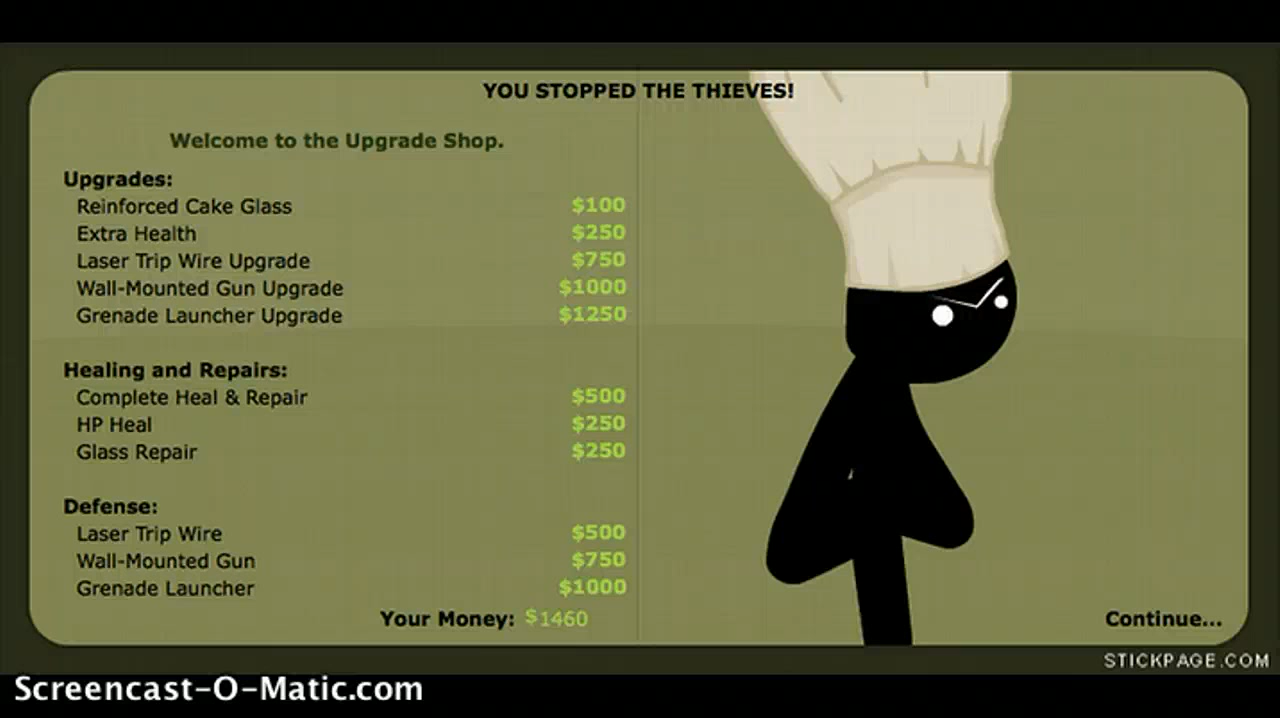 YOU STOPPED THE THIEVES!
Welcome to the Upgrade Shop.
Upgrades:
Reinforced Cake Glass $100
Extra Health $250
Laser Trip Wire Upgrade $750
Wall-Mounted Gun Upgrade $1000
Grenade Launcher Upgrade $1250
Healing and Repairs:
Complete Heal & Repair $500
HP Heal $250
Glass Repair $250
Defense:
Laser Trip Wire $500
Wall-Mounted Gun $750
Grenade Launcher $1000
Your Money: $1460
Continue...
STICKPAGE.COM
Screencast-O-Matic.com